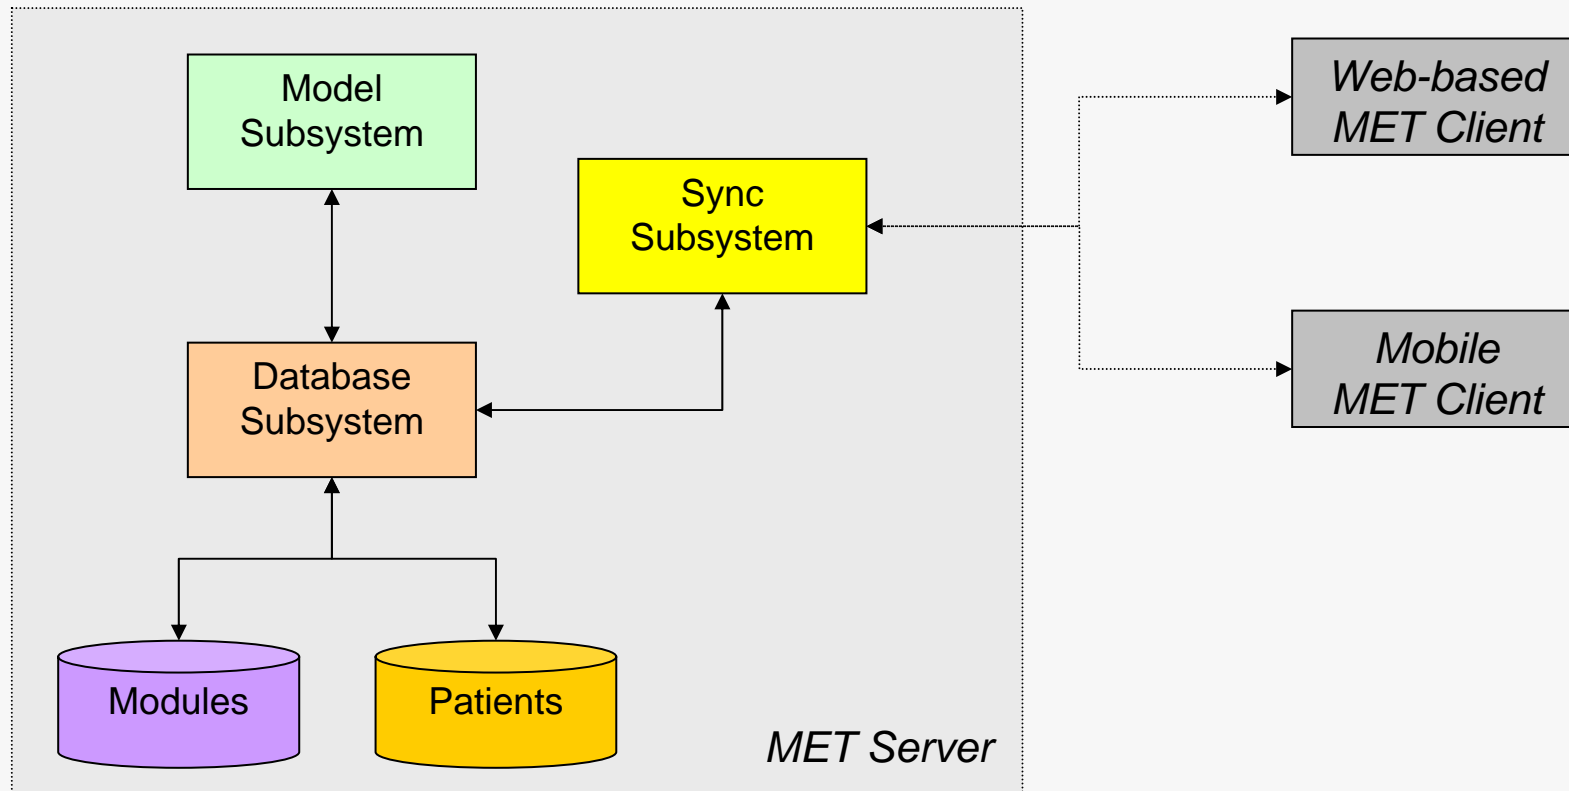 Model
Subsystem
Web-based
MET Client
Sync
Subsystem
Database
Subsystem
Mobile
MET Client
Modules
Patients
MET Server